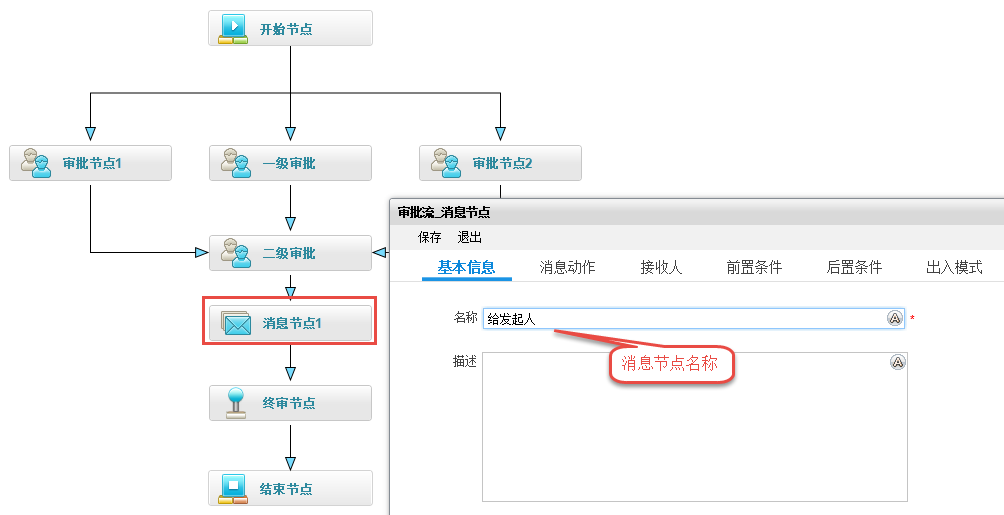 开始节点
审批节点1
一级审批
审批节点2
二级审批
消息节点1
终审节点
结束节点
审批流_消息节点
保存 退出
基本信息 消息动作 接收人 前置条件 后置条件 出入模式
名称 给发起人 A *
消息节点名称
描述 A